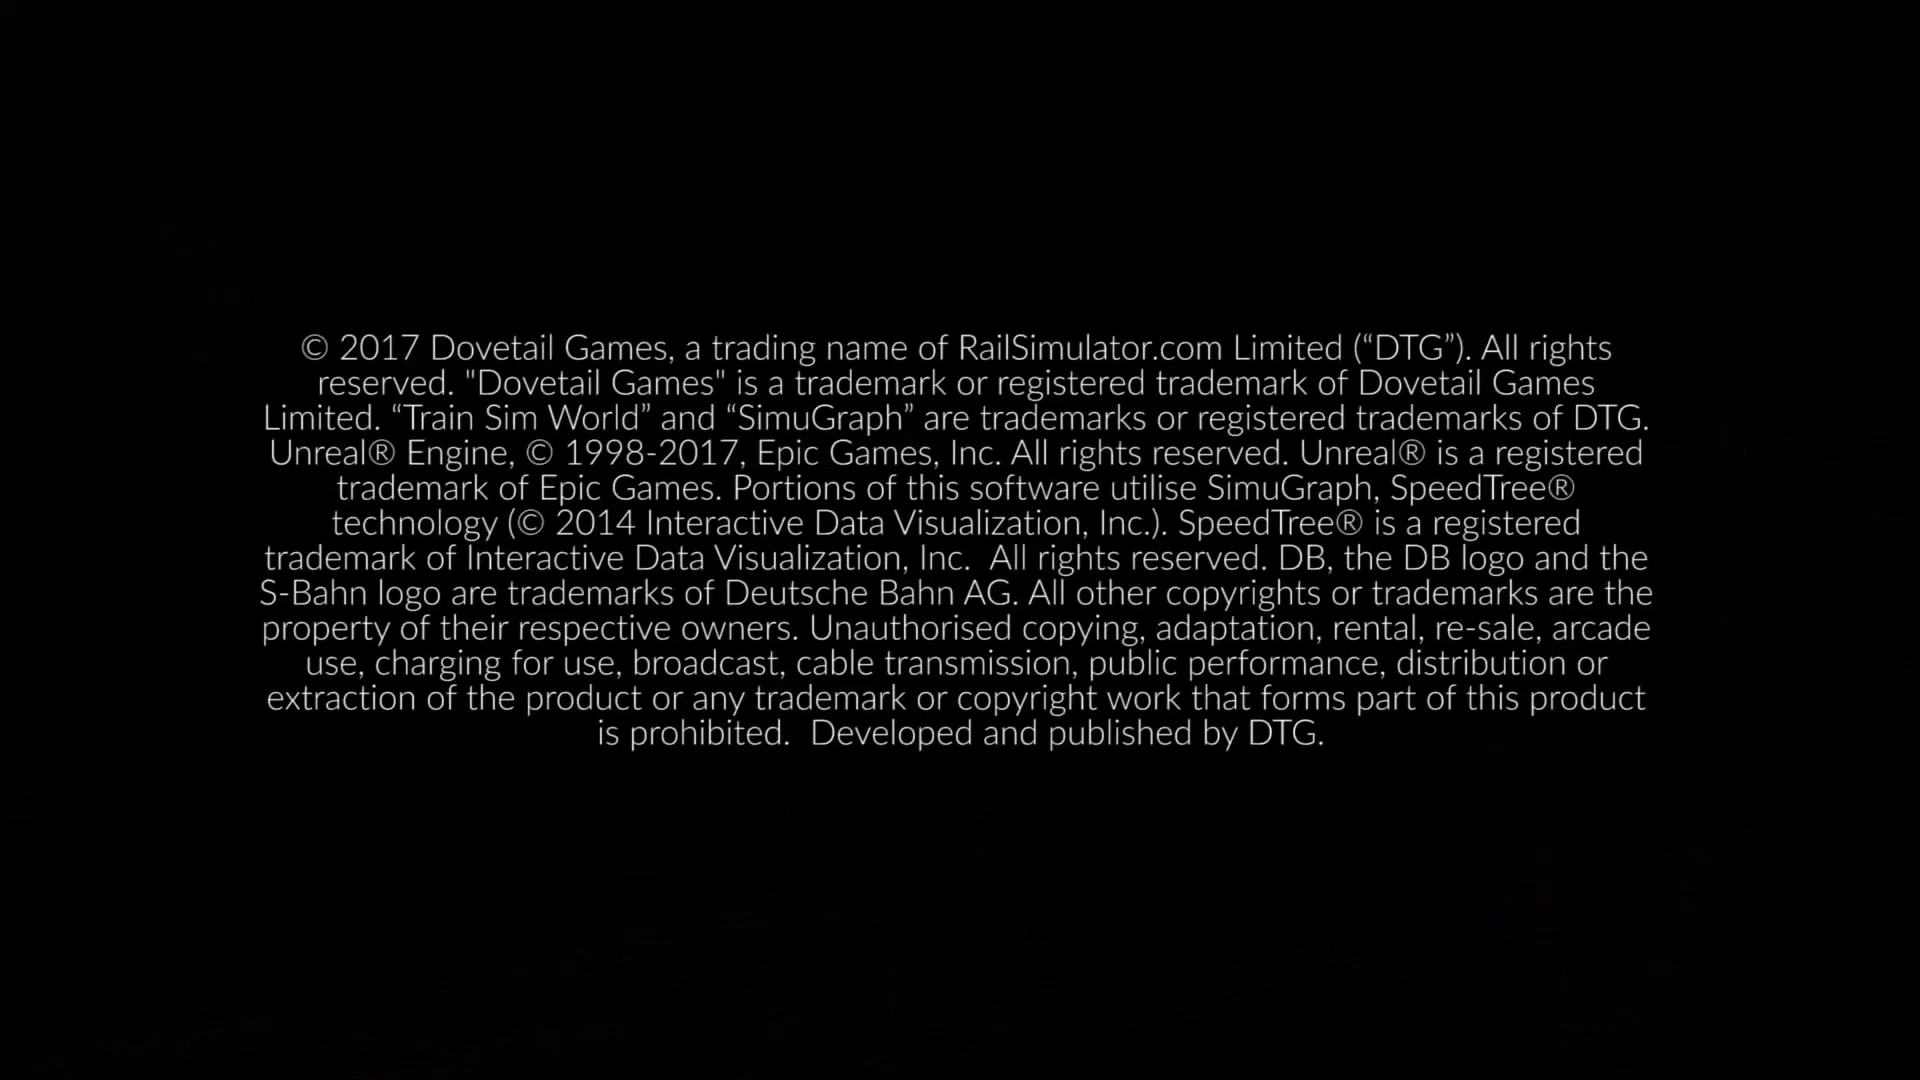 © 2017 Dovetail Games, a trading name of RailSimulator.com Limited (“DTG”). All rights
reserved. "Dovetail Games" is a trademark or registered trademark of Dovetail Games
Limited. “Train Sim World” and “SimuGraph” are trademarks or registered trademarks of DTG.
Unreal® Engine, © 1998-2017, Epic Games, Inc. All rights reserved. Unreal® is a registered
trademark of Epic Games. Portions of this software utilise SimuGraph, SpeedTree®
technology (© 2014 Interactive Data Visualization, Inc.). SpeedTree® is a registered
trademark of Interactive Data Visualization, Inc.  All rights reserved. DB, the DB logo and the
S-Bahn logo are trademarks of Deutsche Bahn AG. All other copyrights or trademarks are the
property of their respective owners. Unauthorised copying, adaptation, rental, re-sale, arcade
use, charging for use, broadcast, cable transmission, public performance, distribution or
extraction of the product or any trademark or copyright work that forms part of this product
is prohibited.  Developed and published by DTG.